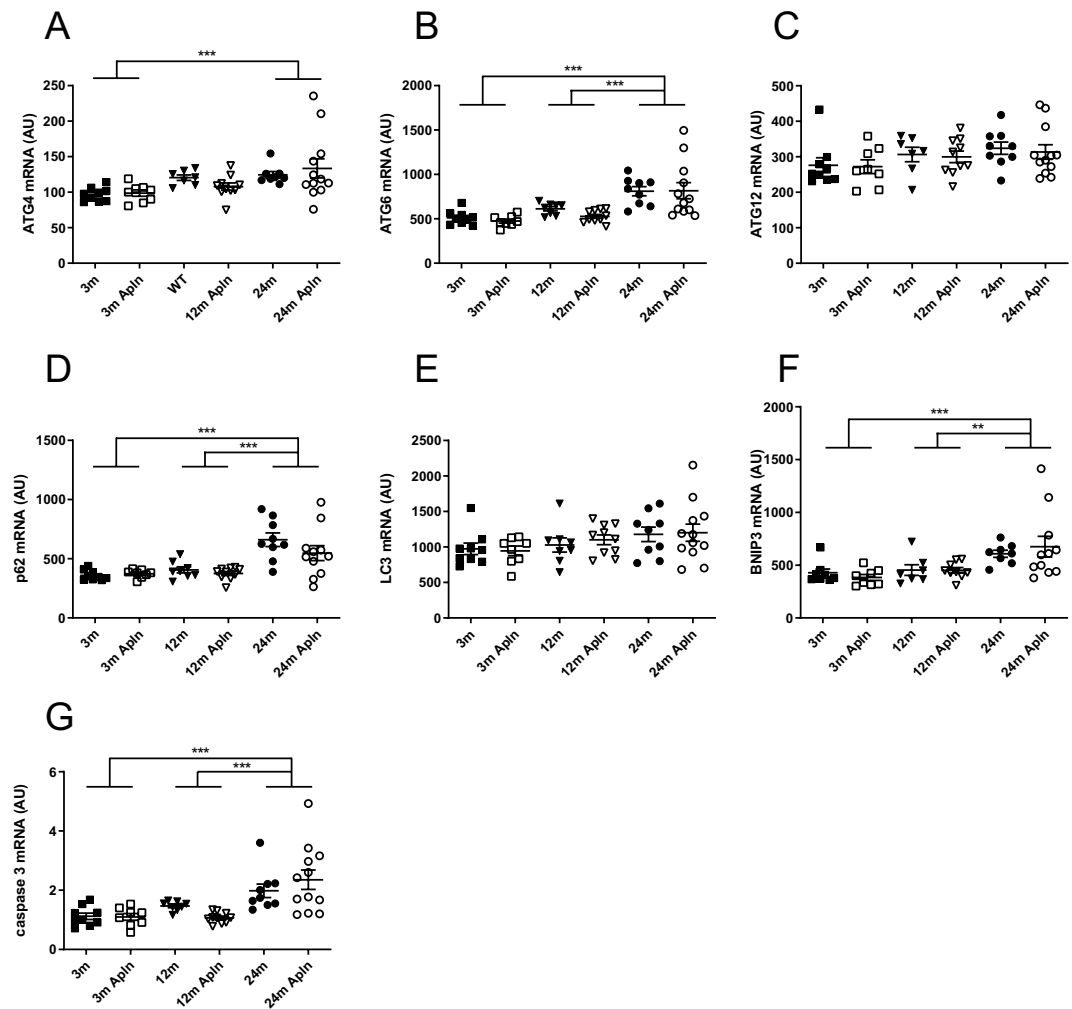 A
***
ATG4 mRNA (AU)
250
200
150
100
50
0
3m
3m Apln
WT
12m Apln
24m
24m Apln
B
***
***
ATG6 mRNA (AU)
2000
1500
1000
500
0
3m
3m Apln
12m
12m Apln
24m
24m Apln
C
ATG12 mRNA (AU)
500
400
300
200
100
0
3m
3m Apln
12m
12m Apln
24m
24m Apln
D
***
***
p62 mRNA (AU)
1500
1000
500
0
3m
3m Apln
12m
12m Apln
24m
24m Apln
E
LC3 mRNA (AU)
2500
2000
1500
1000
500
0
3m
3m Apln
12m
12m Apln
24m
24m Apln
F
***
**
BNIP3 mRNA (AU)
2000
1500
1000
500
0
3m
3m Apln
12m
12m Apln
24m
24m Apln
G
***
***
caspase 3 mRNA (AU)
6
4
2
0
3m
3m Apln
12m
12m Apln
24m
24m Apln